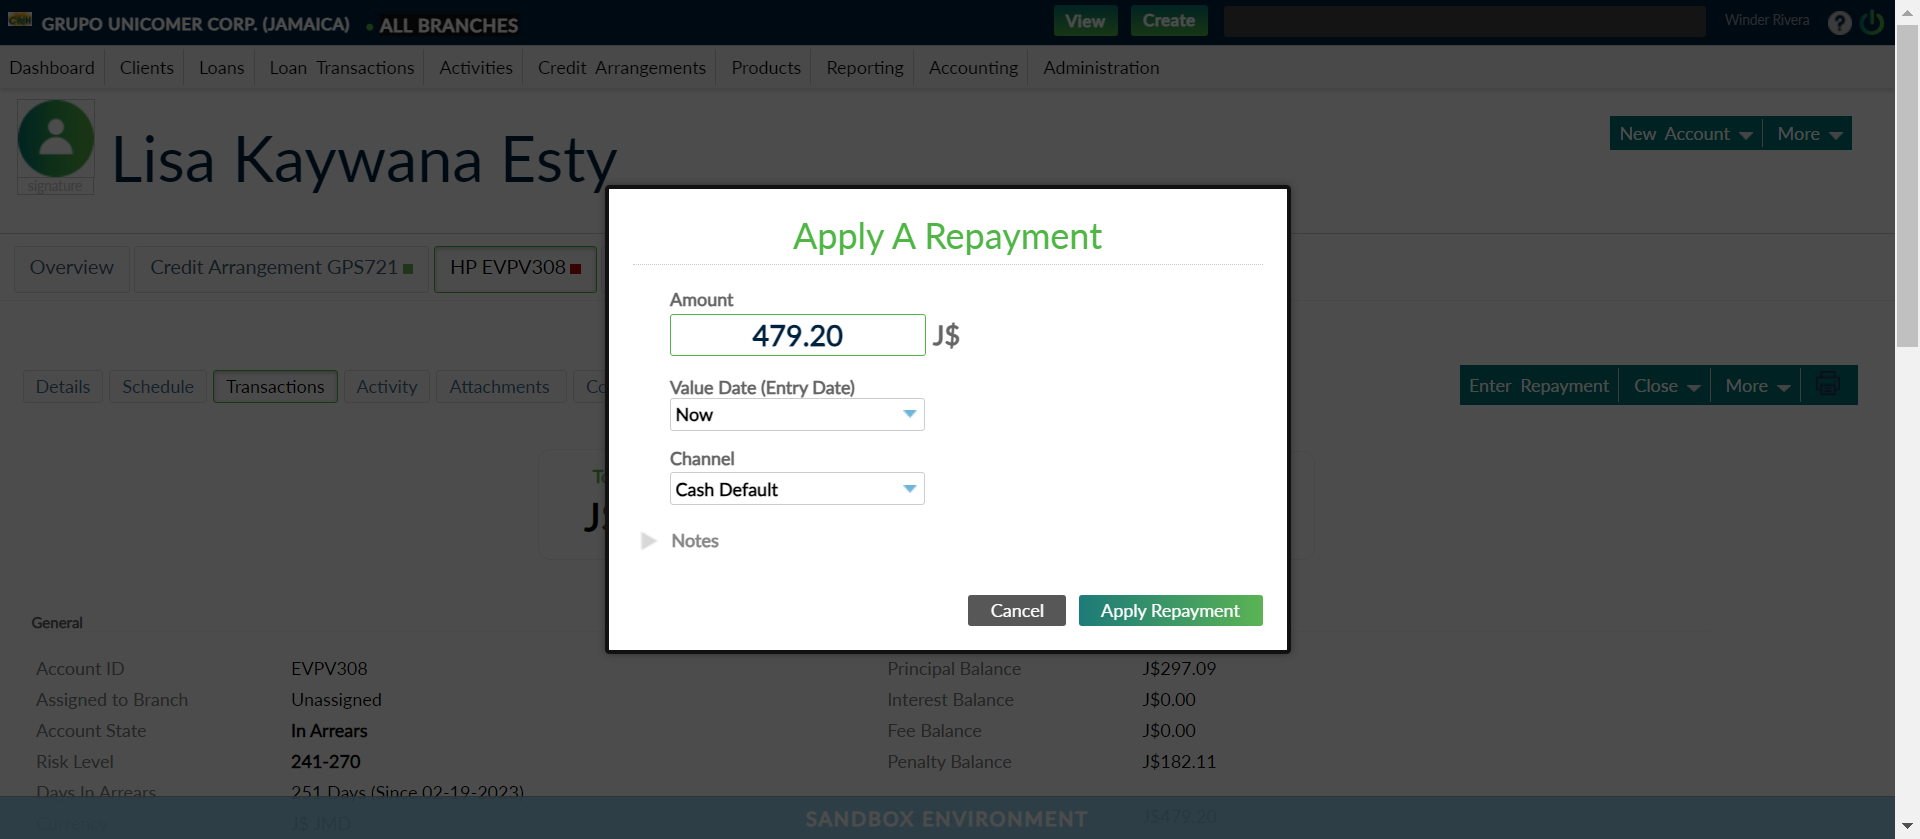 GRUPO UNICOMER CORP. (JAMAICA) • ALL BRANCHES View Create Winder Rivera ?
Dashboard Clients Loans Loan Transactions Activities Credit Arrangements Products Reporting Accounting Administration
Lisa Kaywana Esty
signature
New Account More
Overview Credit Arrangement GPS721 HP EVPV308
Details Schedule Transactions Activity Attachments
Enter Repayment Close More
Apply A Repayment
Amount
479.20 J$
Value Date (Entry Date)
Now
Channel
Cash Default
Notes
Cancel Apply Repayment
General
Account ID EVPV308 Principal Balance J$297.09
Assigned to Branch Unassigned Interest Balance J$0.00
Account State In Arrears Fee Balance J$0.00
Risk Level 241-270 Penalty Balance J$182.11
Days In Arrears 251 Days (Since 02-19-2023)
Currency J$ JMD J$479.20
SANDBOX ENVIRONMENT